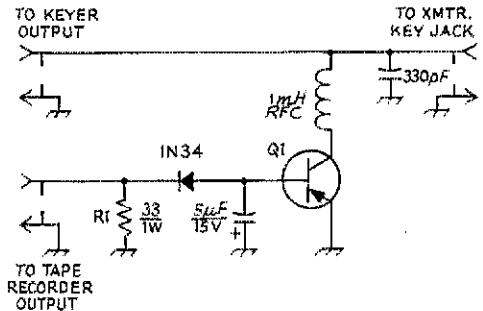 TO KEYER
OUTPUT
TO XMTR.
KEY JACK
330pF
1mH
RFC
Q1
1N34
R1
33
1W
5µF
15V
+
TO TAPE
RECORDER
OUTPUT